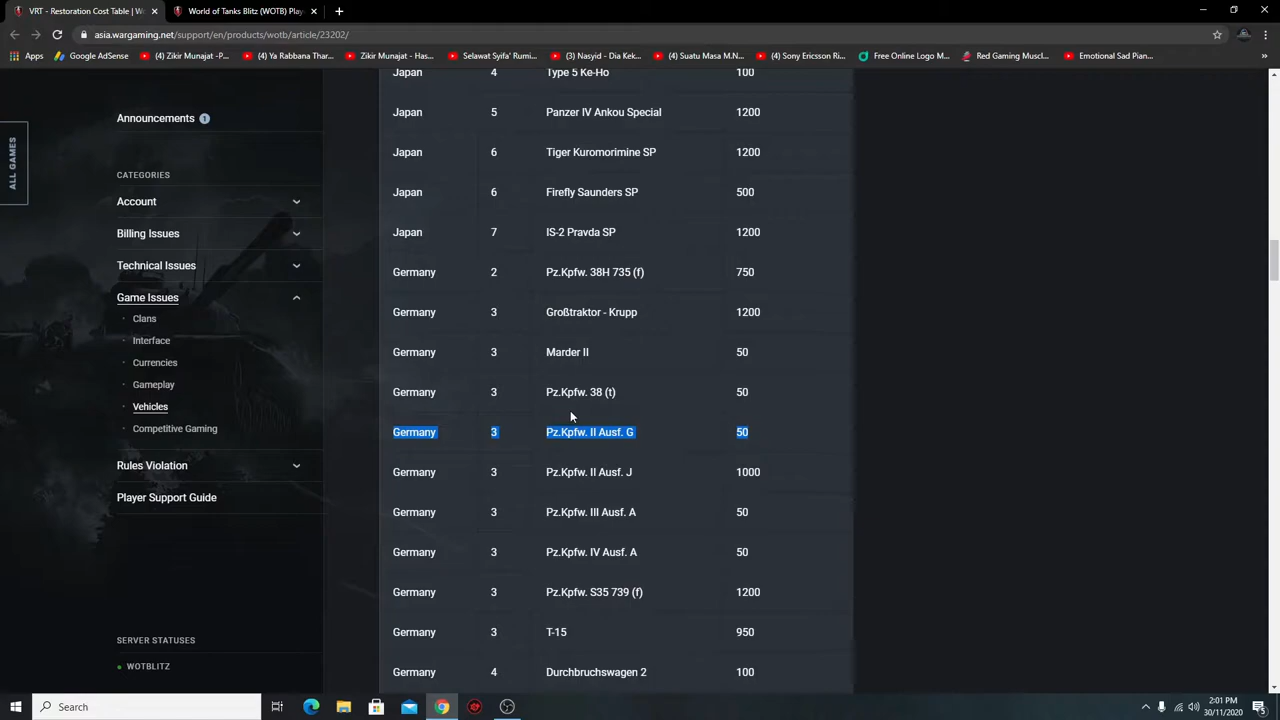 VRT - Restoration Cost Table | Wo
World of Tanks Blitz (WOTB) Play
asia.wargaming.net/support/en/products/wotb/article/23202/
Apps
Google AdSense
(4) Zikir Munajat -P...
(4) Ya Rabbana Thar...
Zikir Munajat - Has...
Selawat Syifa' Rumi...
(3) Nasyid - Dia Kek...
(4) Suatu Masa M.N...
(4) Sony Ericsson Ri...
Free Online Logo M...
Red Gaming Muscl...
Emotional Sad Pian...
ALL GAMES
Announcements 1
CATEGORIES
Account
Billing Issues
Technical Issues
Game Issues
Clans
Interface
Currencies
Gameplay
Vehicles
Competitive Gaming
Rules Violation
Player Support Guide
SERVER STATUSES
WOTBLITZ
Japan 4 Type 5 Ke-Ho 100
Japan 5 Panzer IV Ankou Special 1200
Japan 6 Tiger Kuromorimine SP 1200
Japan 6 Firefly Saunders SP 500
Japan 7 IS-2 Pravda SP 1200
Germany 2 Pz.Kpfw. 38H 735 (f) 750
Germany 3 Großtraktor - Krupp 1200
Germany 3 Marder II 50
Germany 3 Pz.Kpfw. 38 (t) 50
Germany 3 Pz.Kpfw. II Ausf. G 50
Germany 3 Pz.Kpfw. II Ausf. J 1000
Germany 3 Pz.Kpfw. III Ausf. A 50
Germany 3 Pz.Kpfw. IV Ausf. A 50
Germany 3 Pz.Kpfw. S35 739 (f) 1200
Germany 3 T-15 950
Germany 4 Durchbruchswagen 2 100
Search
2:01 PM
30/11/2020
5